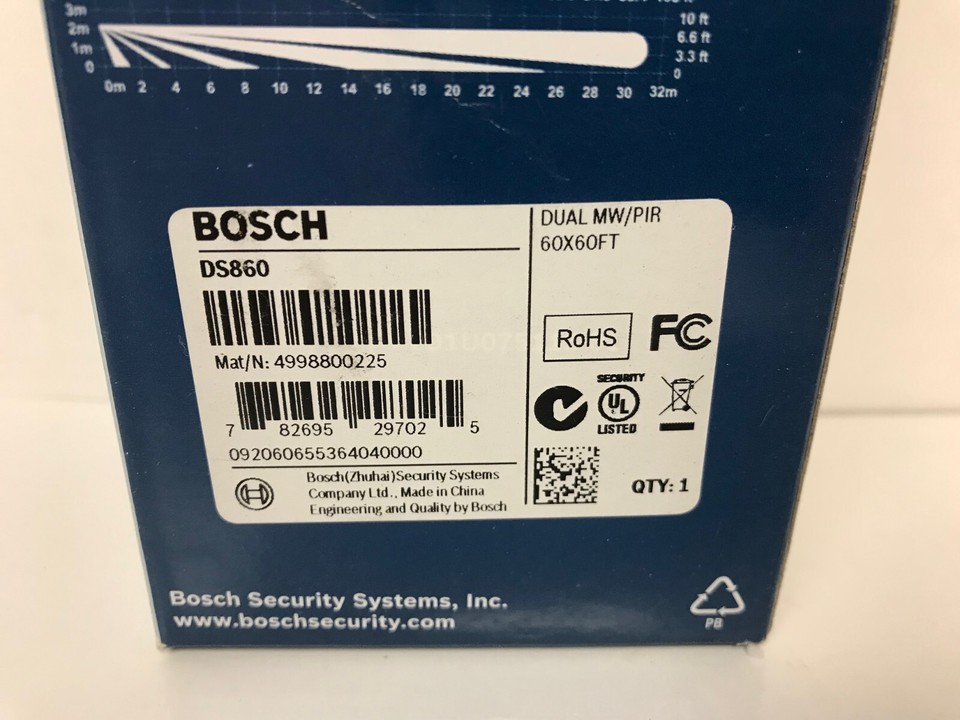 3m
10 ft
2m
6.6 ft
1m
3.3 ft
0
0
0m 2 4 6 8 10 12 14 16 18 20 22 24 26 28 30 32m
BOSCH
DS860
Mat/N: 4998800225
7 82695 29702 5
092060655364040000
Bosch(Zhuhai)Security Systems
Company Ltd., Made in China
Engineering and Quality by Bosch
DUAL MW/PIR
60X60FT
RoHS
FC
SECURITY
UL
LISTED
QTY: 1
Bosch Security Systems, Inc.
www.boschsecurity.com
PB